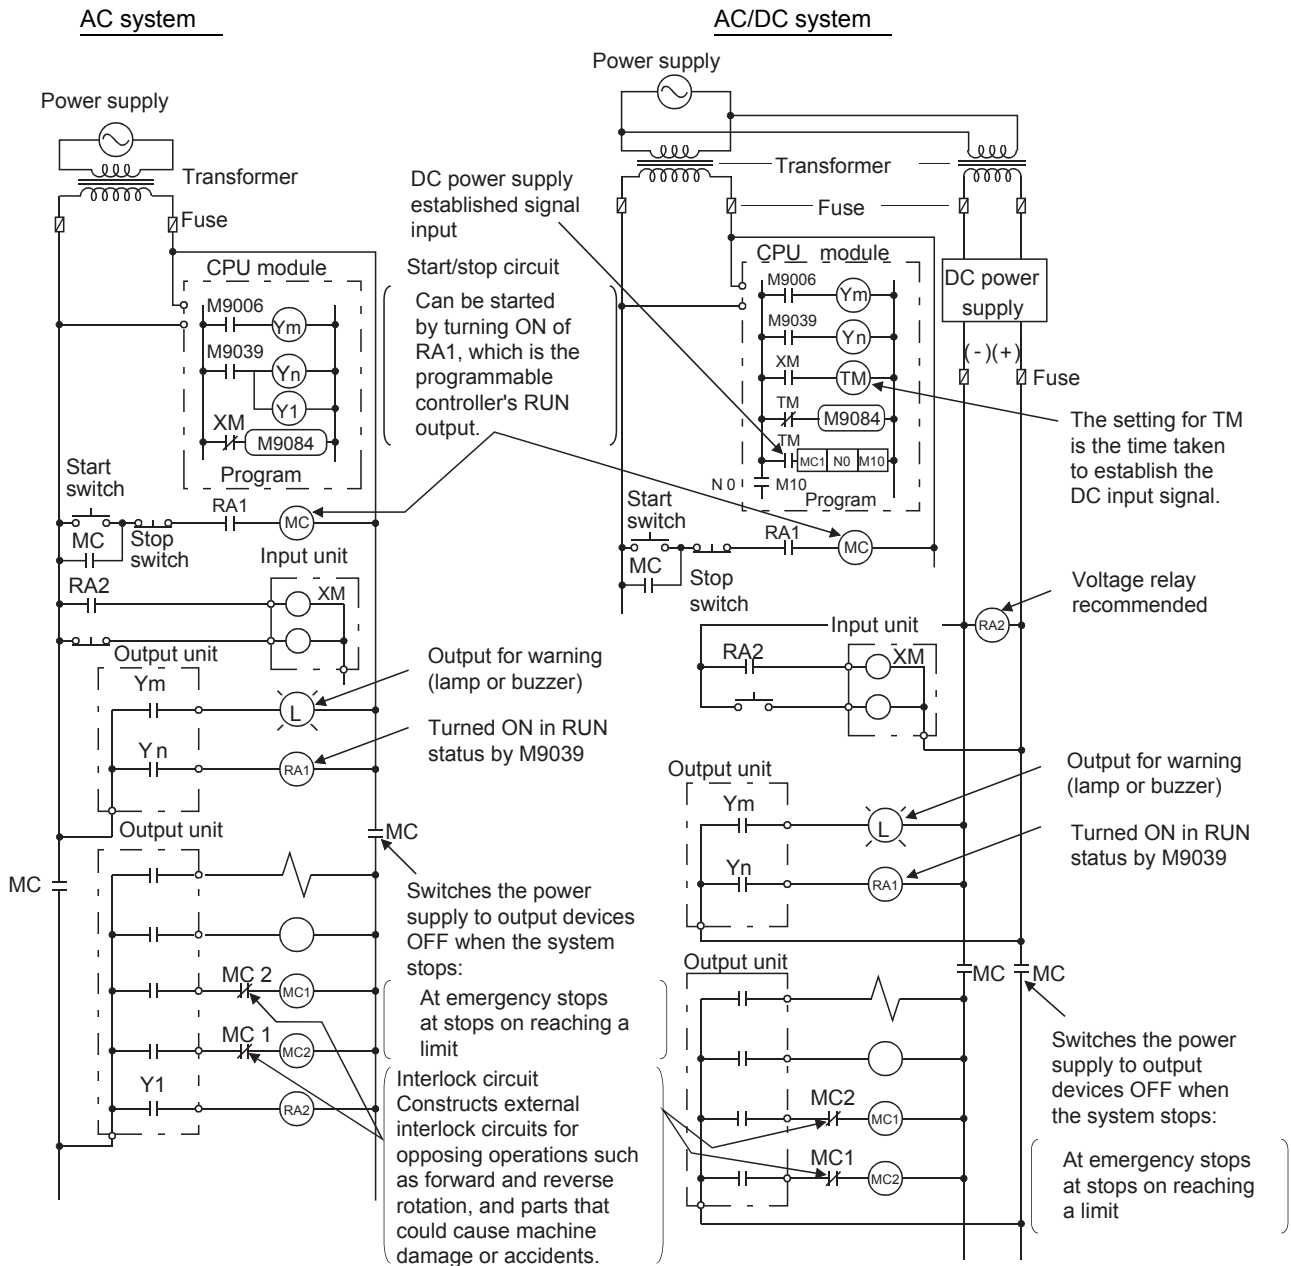 AC system
Power supply
Transformer
Fuse
CPU module
M9006
Ym
M9039
Yn
Y1
XM
M9084
Program
Start
switch
MC
Stop
switch
RA1
MC
Input unit
RA2
XM
Output unit
Ym
L
Yn
RA1
Output unit
MC
MC
MC 2
MC1
MC 1
MC2
Y1
RA2
DC power supply
established signal
input
Start/stop circuit
Can be started
by turning ON of
RA1, which is the
programmable
controller's RUN
output.
Output for warning
(lamp or buzzer)
Turned ON in RUN
status by M9039
Switches the power
supply to output devices
OFF when the system
stops:
At emergency stops
at stops on reaching a
limit
Interlock circuit
Constructs external
interlock circuits for
opposing operations such
as forward and reverse
rotation, and parts that
could cause machine
damage or accidents.
AC/DC system
Power supply
Transformer
Fuse
CPU module
M9006
Ym
M9039
Yn
XM
TM
TM
M9084
TM
MC1 N0 M10
N 0
M10
Program
DC power
supply
(-)(+)
Fuse
The setting for TM
is the time taken
to establish the
DC input signal.
Start
switch
MC
Stop
switch
RA1
MC
Voltage relay
recommended
RA2
Input unit
RA2
XM
Output unit
Ym
L
Yn
RA1
Output for warning
(lamp or buzzer)
Turned ON in RUN
status by M9039
Output unit
MC
MC
MC2
MC1
MC1
MC2
Switches the power
supply to output
devices OFF when
the system stops:
At emergency stops
at stops on reaching
a limit